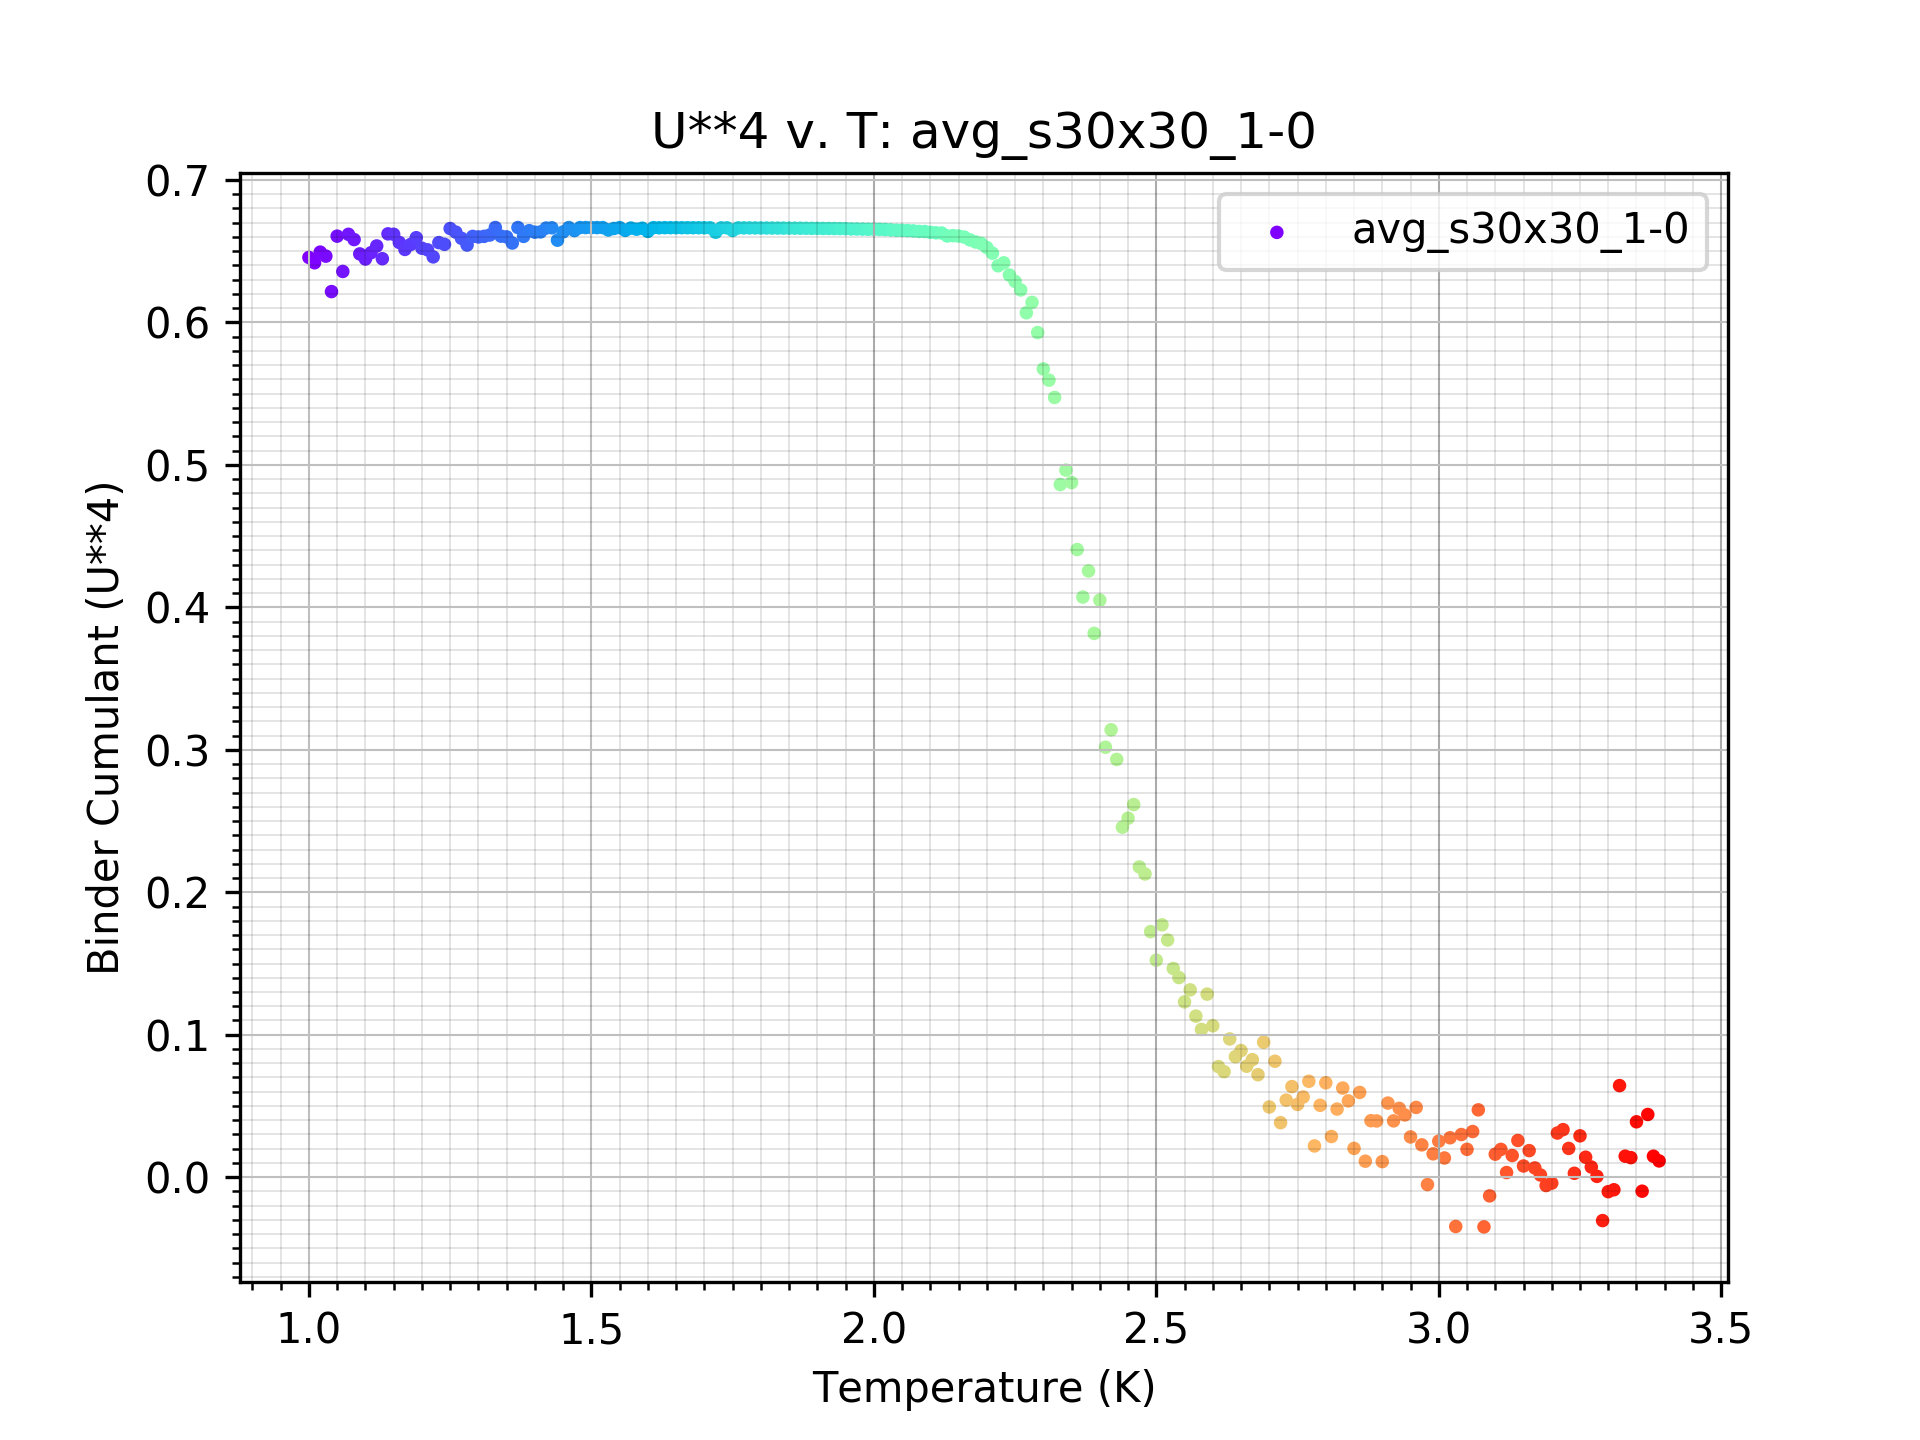 U**4 v. T: avg_s30x30_1-0
avg_s30x30_1-0
Binder Cumulant (U**4)
0.7
0.6
0.5
0.4
0.3
0.2
0.1
0.0
1.0 1.5 2.0 2.5 3.0 3.5
Temperature (K)